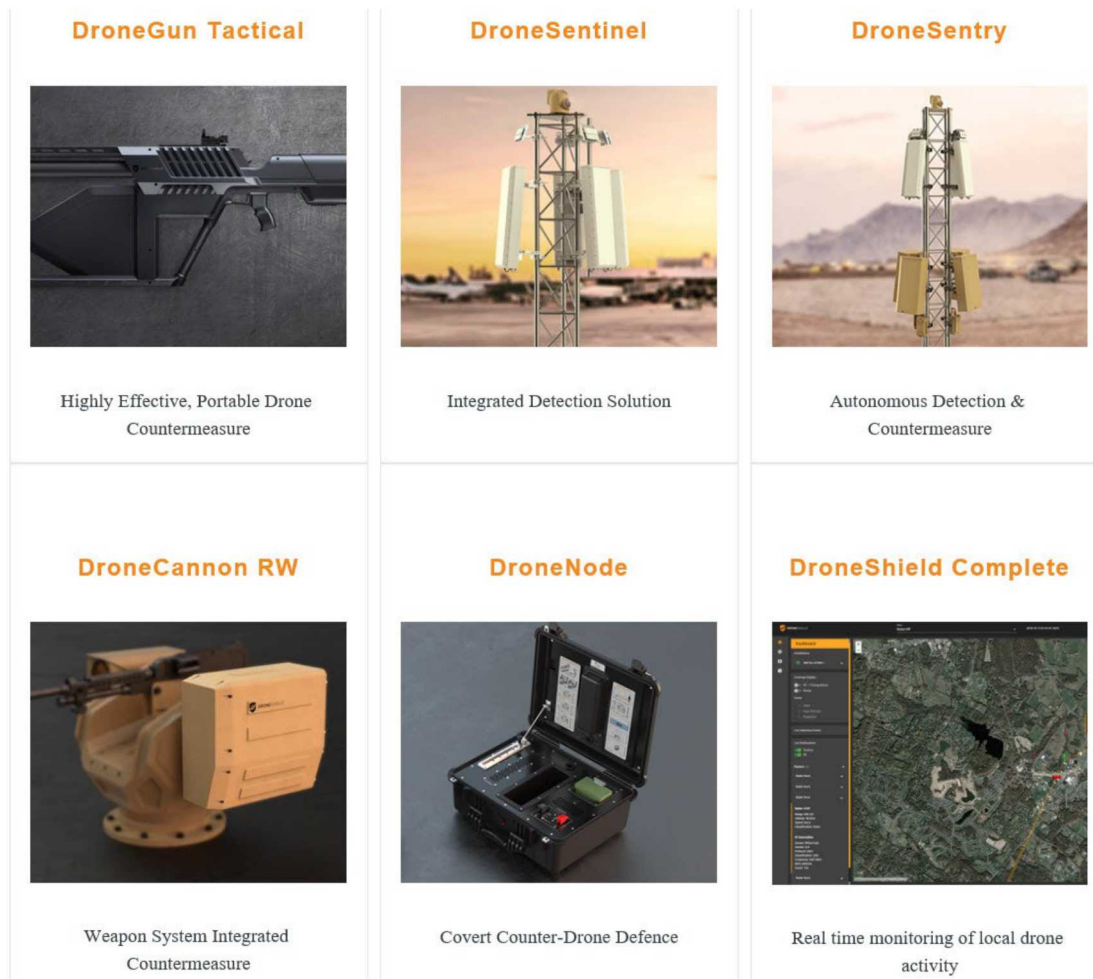 DroneGun Tactical
DroneSentinel
DroneSentry
Highly Effective, Portable Drone
Countermeasure
Integrated Detection Solution
Autonomous Detection &
Countermeasure
DroneCannon RW
DroneNode
DroneShield Complete
DRONESHIELD
Weapon System Integrated
Countermeasure
Covert Counter-Drone Defence
Real time monitoring of local drone
activity